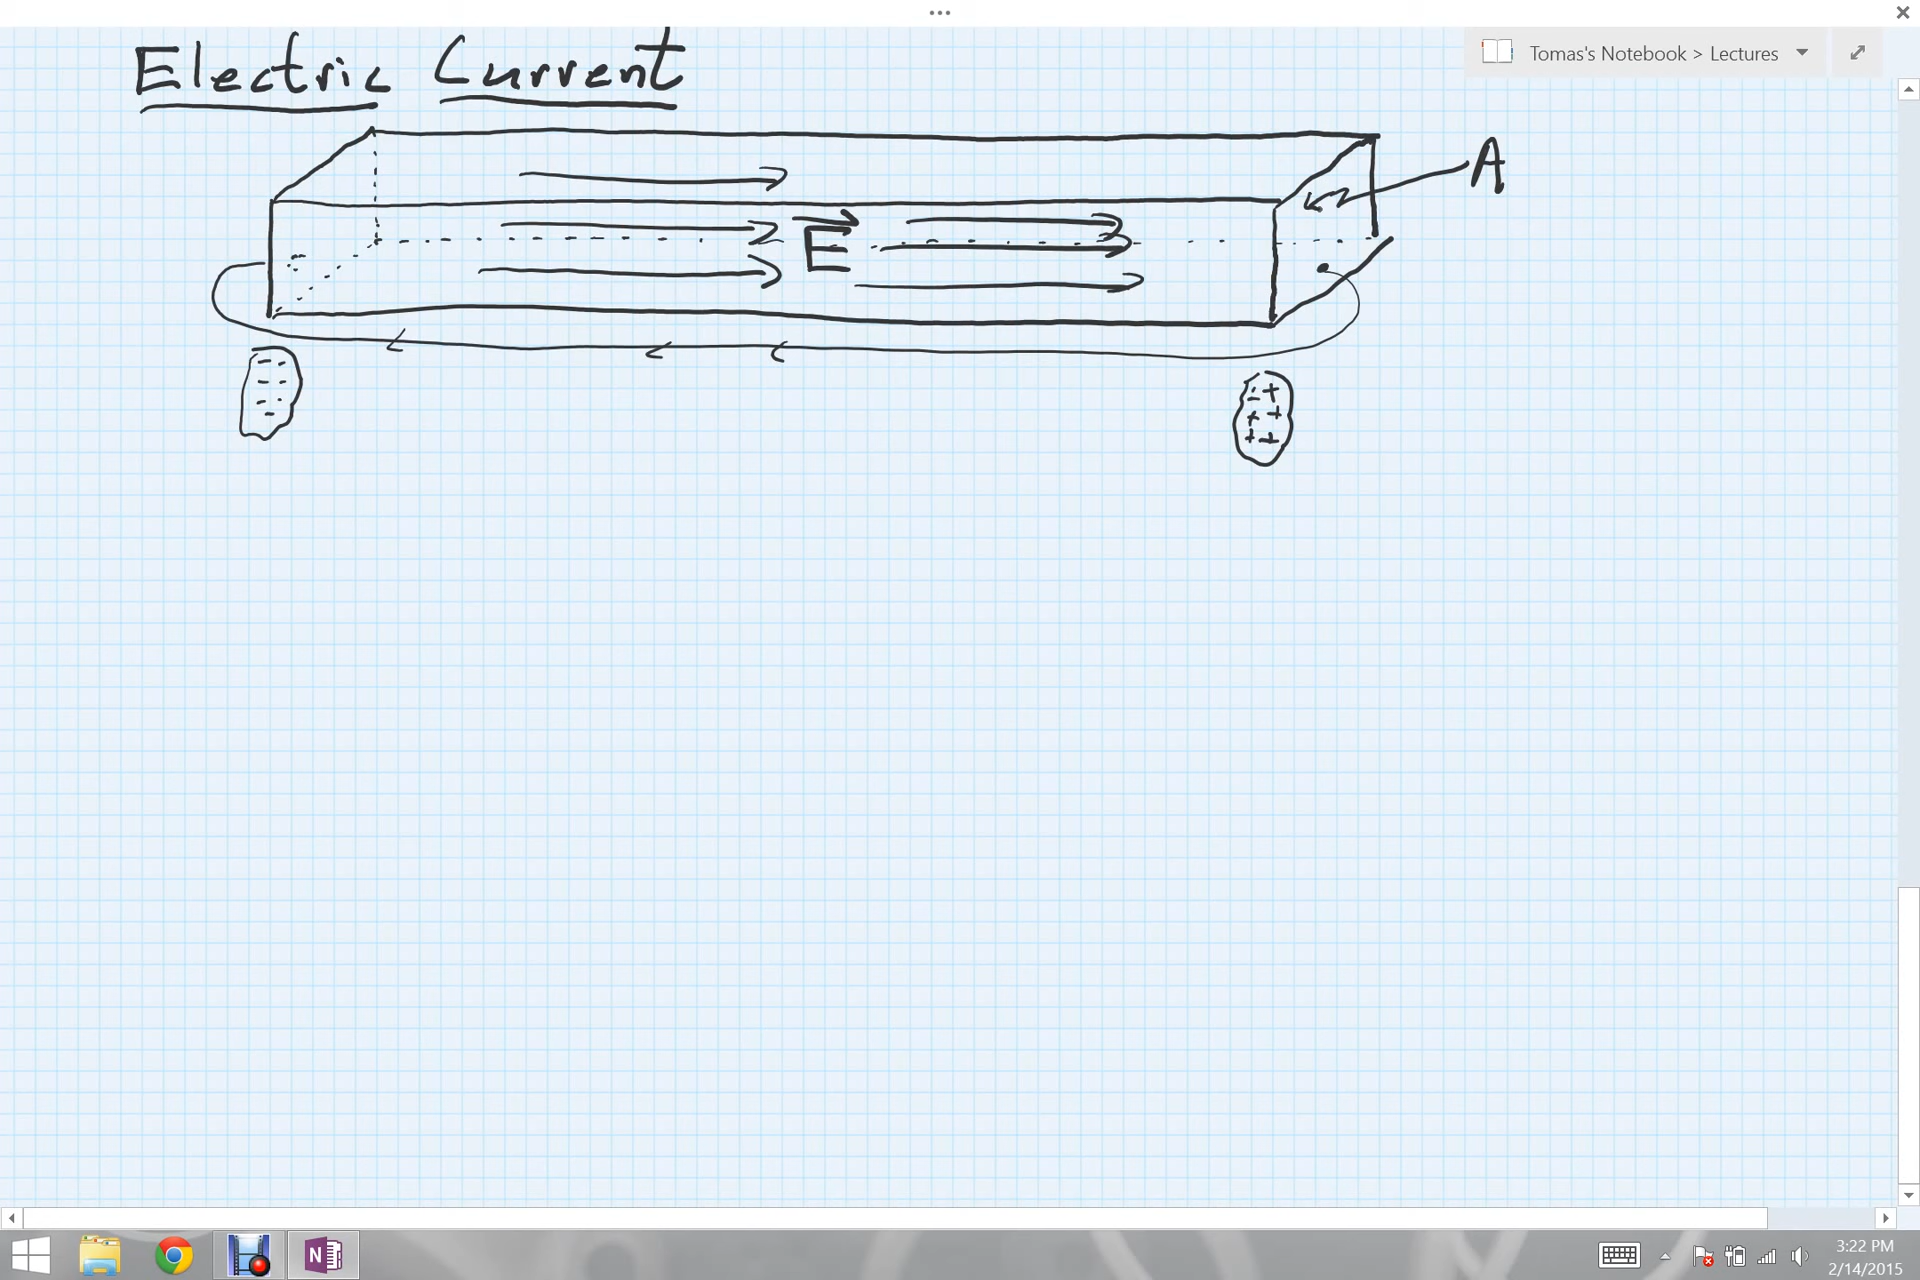 Tomas's Notebook > Lectures
Electric Current
A
E
- -
- -
- -
-
- +
+ +
+ +
N
3:22 PM
2/14/2015